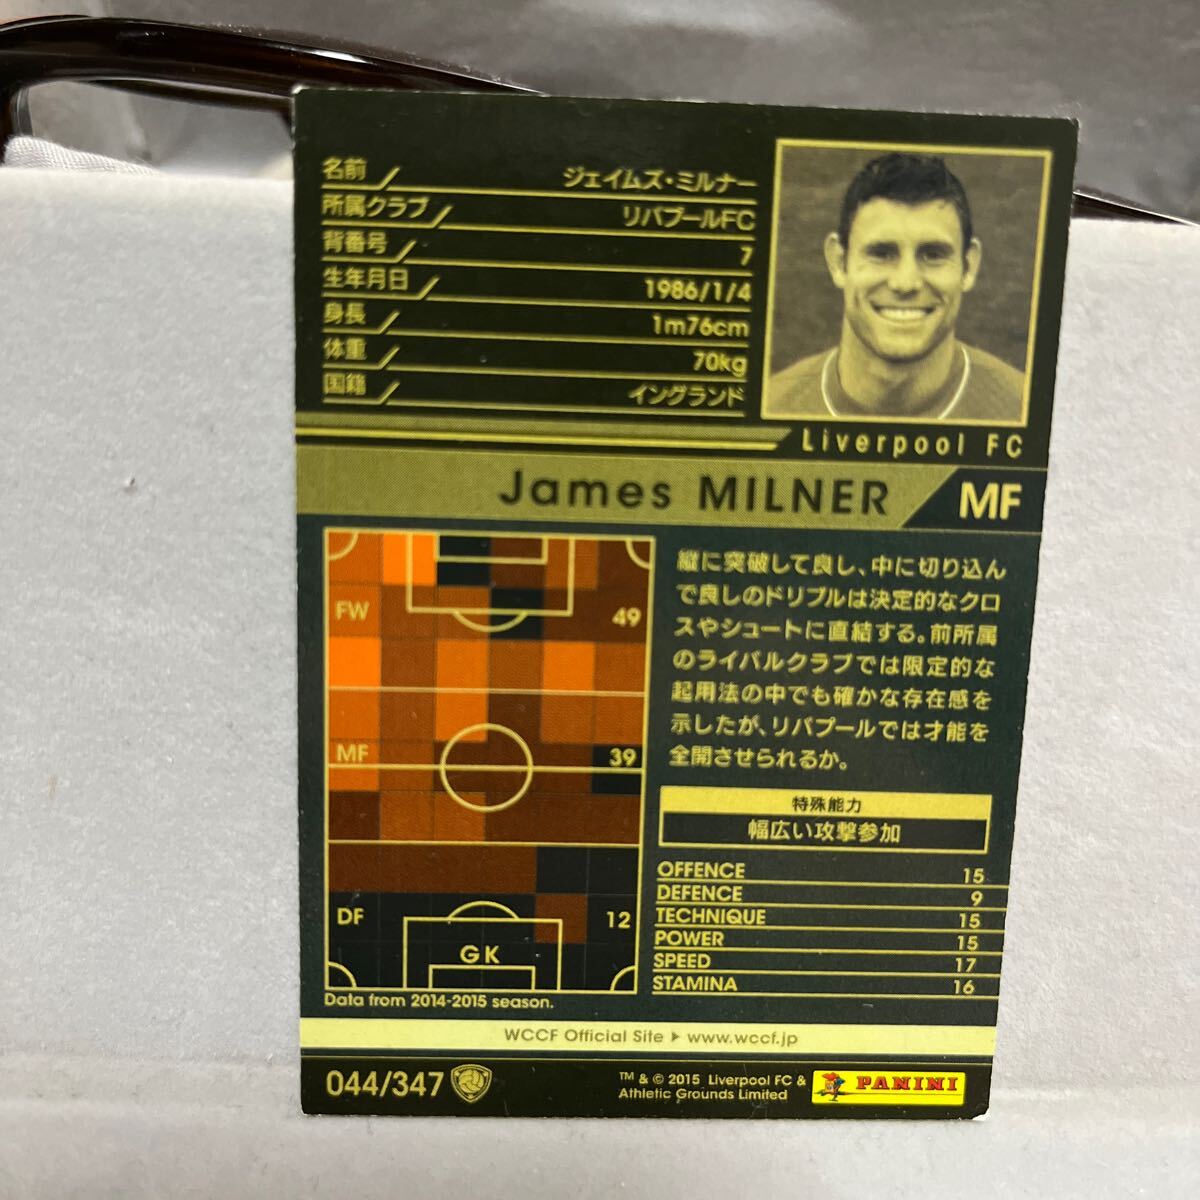 名前 ジェイムズ・ミルナー
所属クラブ リバプールFC
背番号 7
生年月日 1986/1/4
身長 1m76cm
体重 70kg
国籍 イングランド
Liverpool FC
James MILNER MF
FW 49
MF 39
DF 12
GK
Data from 2014-2015 season.
縦に突破して良し、中に切り込ん
で良しのドリブルは決定的なクロ
スやシュートに直結する。前所属
のライバルクラブでは限定的な
起用法の中でも確かな存在感を
示したが、リバプールでは才能を
全開させられるか。
特殊能力
幅広い攻撃参加
OFFENCE 15
DEFENCE 9
TECHNIQUE 15
POWER 15
SPEED 17
STAMINA 16
WCCF Official Site ▶ www.wccf.jp
044/347
TM & © 2015 Liverpool FC &
Athletic Grounds Limited
PANINI